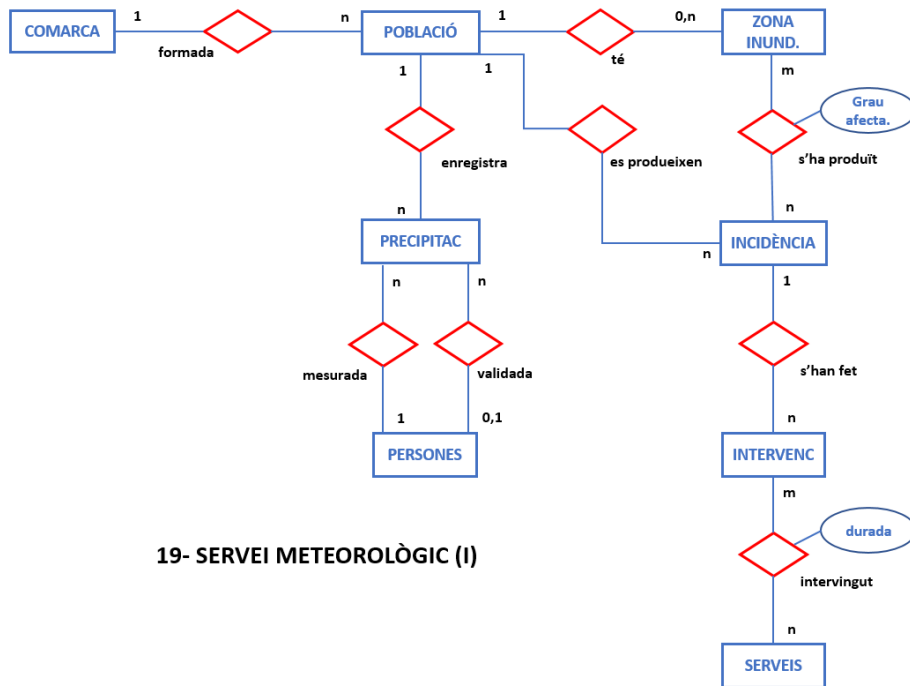 1
n
1
0,n
COMARCA
POBLACIÓ
ZONA
INUND.
formada
té
1
1
m
Grau
afecta.
enregistra
es produeixen
s'ha produït
n
n
PRECIPITAC
INCIDÈNCIA
n
n
n
1
mesurada
validada
s'han fet
1
0,1
n
PERSONES
INTERVENC
m
durada
19- SERVEI METEOROLÒGIC (I)
intervingut
n
SERVEIS